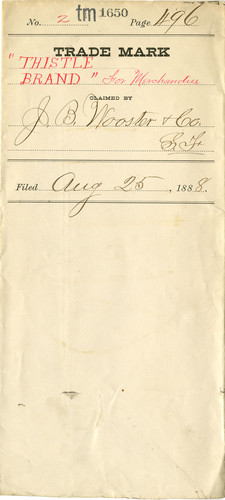 No. 2 tm 1650 Page 496
TRADE MARK
"THISTLE
BRAND" for Merchandise
CLAIMED BY
J. B. Wooster & Co.
S. F.
Filed Aug 25, 1888.